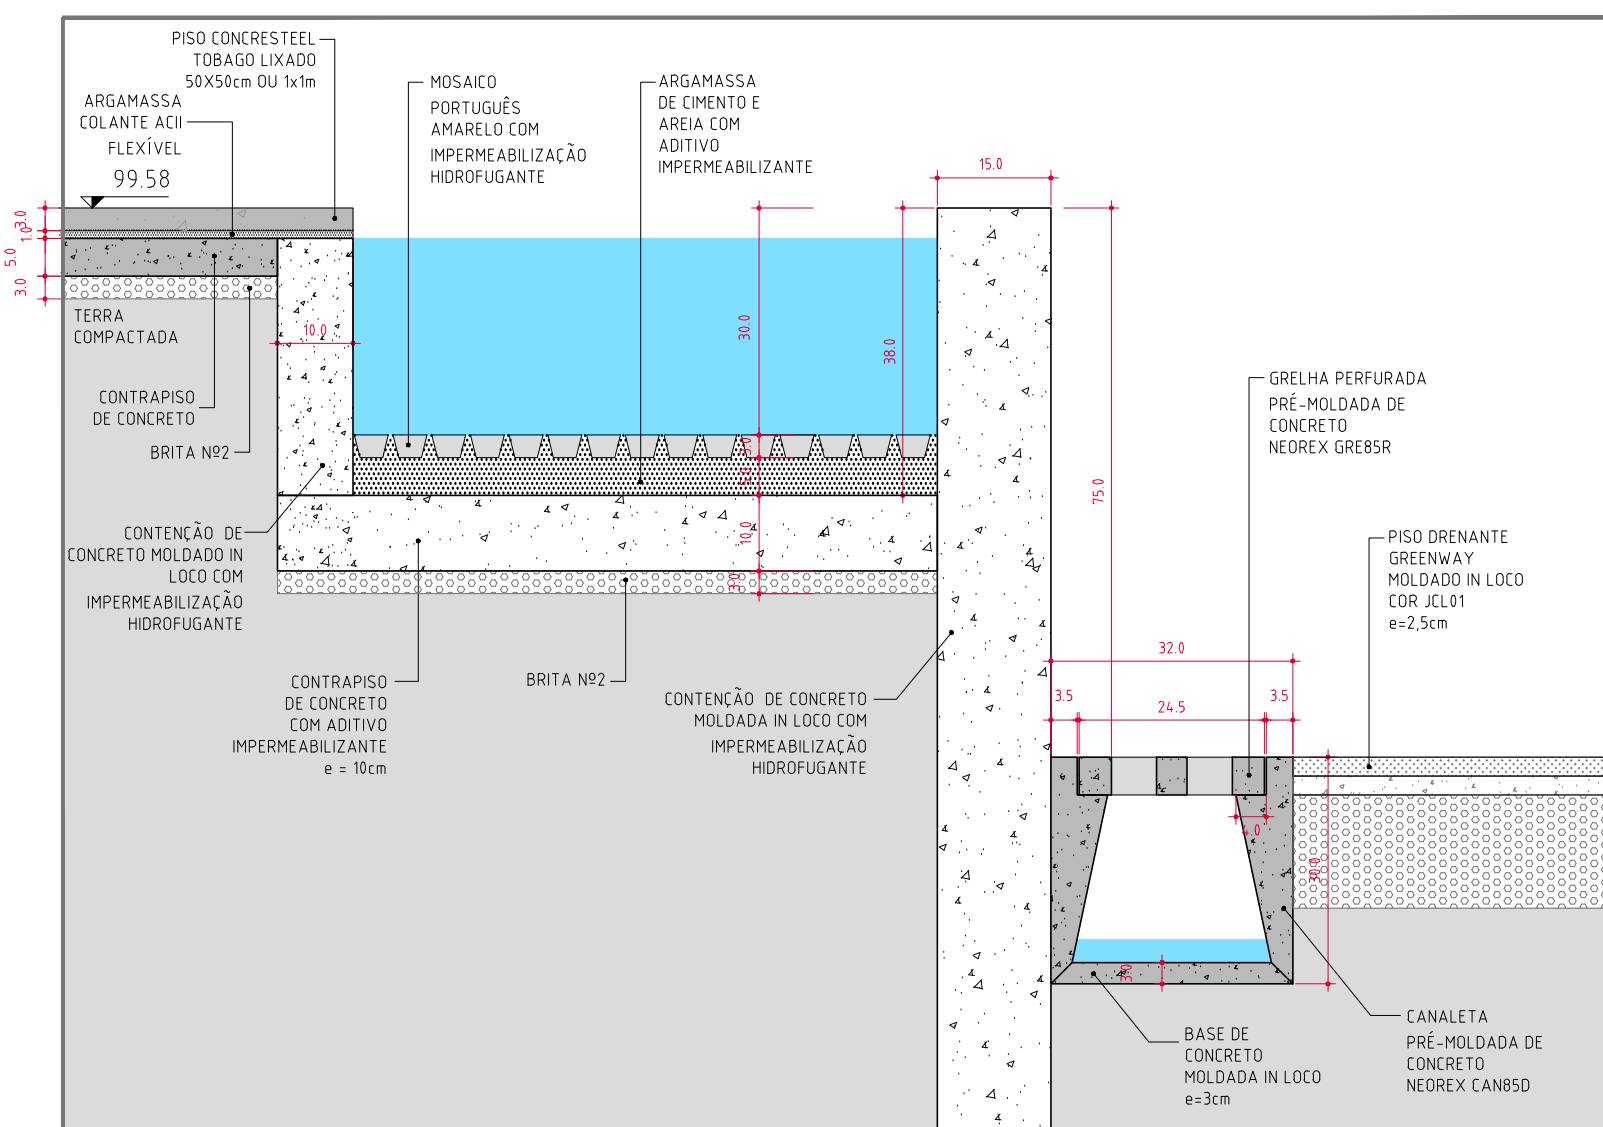 PISO CONCRESTEEL
TOBAGO LIXADO
50X50cm OU 1x1m
ARGAMASSA
COLANTE ACII
FLEXÍVEL
99.58
MOSAICO
PORTUGUÊS
AMARELO COM
IMPERMEABILIZAÇÃO
HIDROFUGANTE
ARGAMASSA
DE CIMENTO E
AREIA COM
ADITIVO
IMPERMEABILIZANTE
15.0
3.0
1.0
5.0
3.0
TERRA
COMPACTADA
10.0
30.0
38.0
3.0
5.0
10.0
3.0
75.0
CONTRAPISO
DE CONCRETO
BRITA Nº2
CONTENÇÃO DE
CONCRETO MOLDADO IN
LOCO COM
IMPERMEABILIZAÇÃO
HIDROFUGANTE
CONTRAPISO
DE CONCRETO
COM ADITIVO
IMPERMEABILIZANTE
e = 10cm
BRITA Nº2
CONTENÇÃO DE CONCRETO
MOLDADA IN LOCO COM
IMPERMEABILIZAÇÃO
HIDROFUGANTE
GRELHA PERFURADA
PRÉ-MOLDADA DE
CONCRETO
NEOREX GRE85R
PISO DRENANTE
GREENWAY
MOLDADO IN LOCO
COR JCL01
e=2,5cm
32.0
3.5
24.5
3.5
4.0
30.0
3.0
BASE DE
CONCRETO
MOLDADA IN LOCO
e=3cm
CANALETA
PRÉ-MOLDADA DE
CONCRETO
NEOREX CAN85D